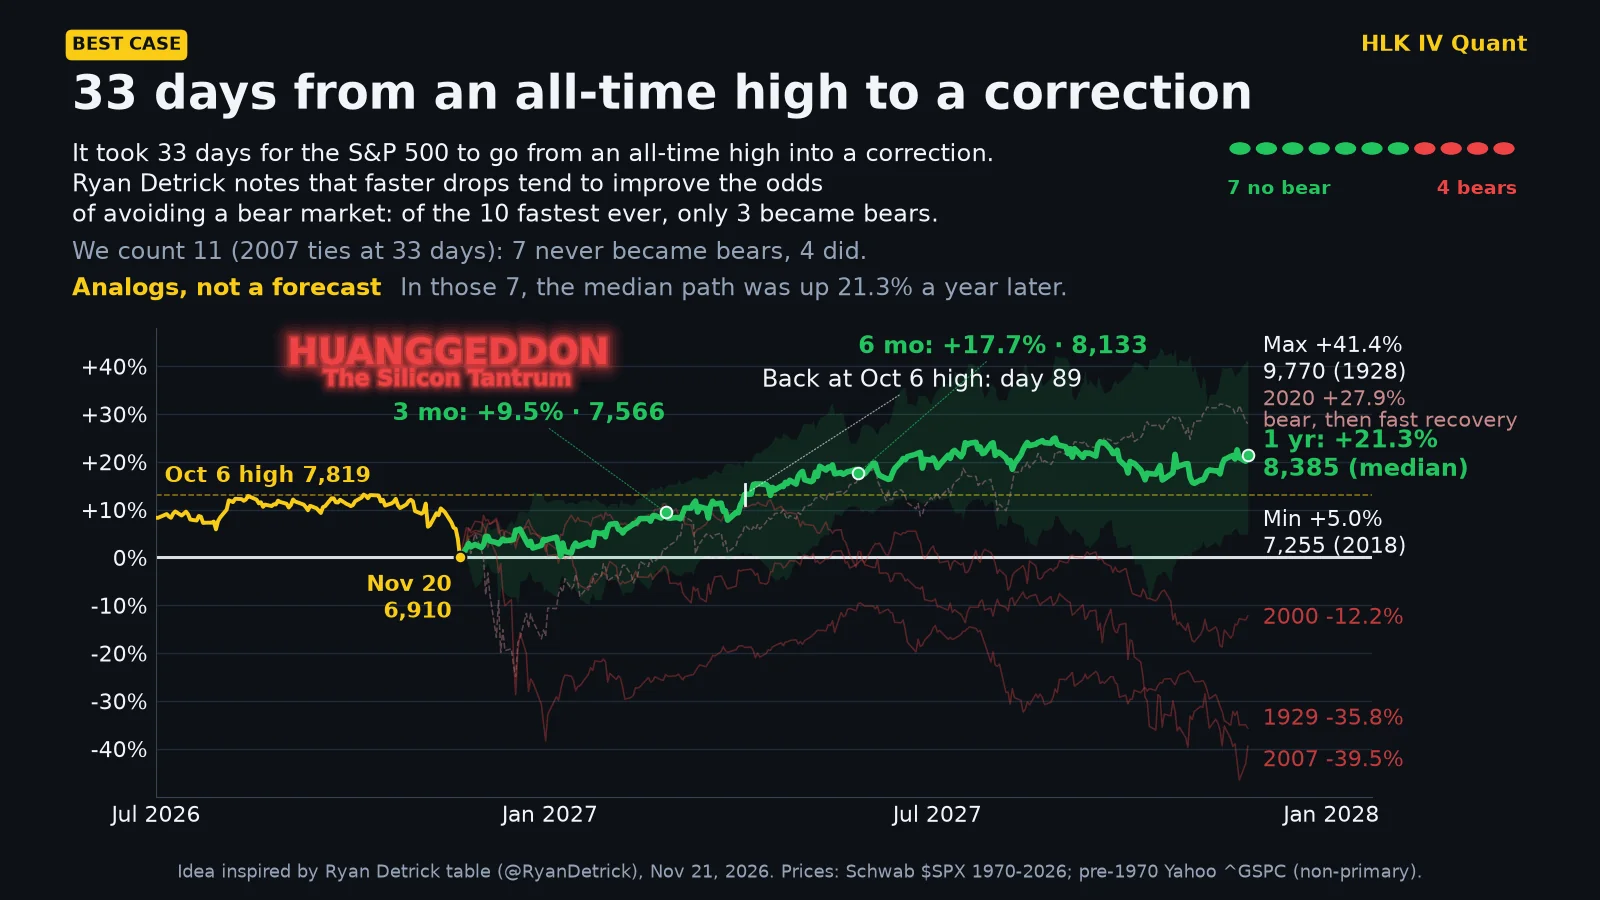 BEST CASE
HLK IV Quant
33 days from an all-time high to a correction
It took 33 days for the S&P 500 to go from an all-time high into a correction.
Ryan Detrick notes that faster drops tend to improve the odds
of avoiding a bear market: of the 10 fastest ever, only 3 became bears.
We count 11 (2007 ties at 33 days): 7 never became bears, 4 did.
Analogs, not a forecast In those 7, the median path was up 21.3% a year later.
7 no bear
4 bears
HUANGGEDDON
The Silicon Tantrum
6 mo: +17.7% · 8,133
Back at Oct 6 high: day 89
3 mo: +9.5% · 7,566
Oct 6 high 7,819
Nov 20
6,910
Max +41.4%
9,770 (1928)
2020 +27.9%
bear, then fast recovery
1 yr: +21.3%
8,385 (median)
Min +5.0%
7,255 (2018)
2000 -12.2%
1929 -35.8%
2007 -39.5%
+40%
+30%
+20%
+10%
0%
-10%
-20%
-30%
-40%
Jul 2026
Jan 2027
Jul 2027
Jan 2028
Idea inspired by Ryan Detrick table (@RyanDetrick), Nov 21, 2026. Prices: Schwab $SPX 1970-2026; pre-1970 Yahoo ^GSPC (non-primary).